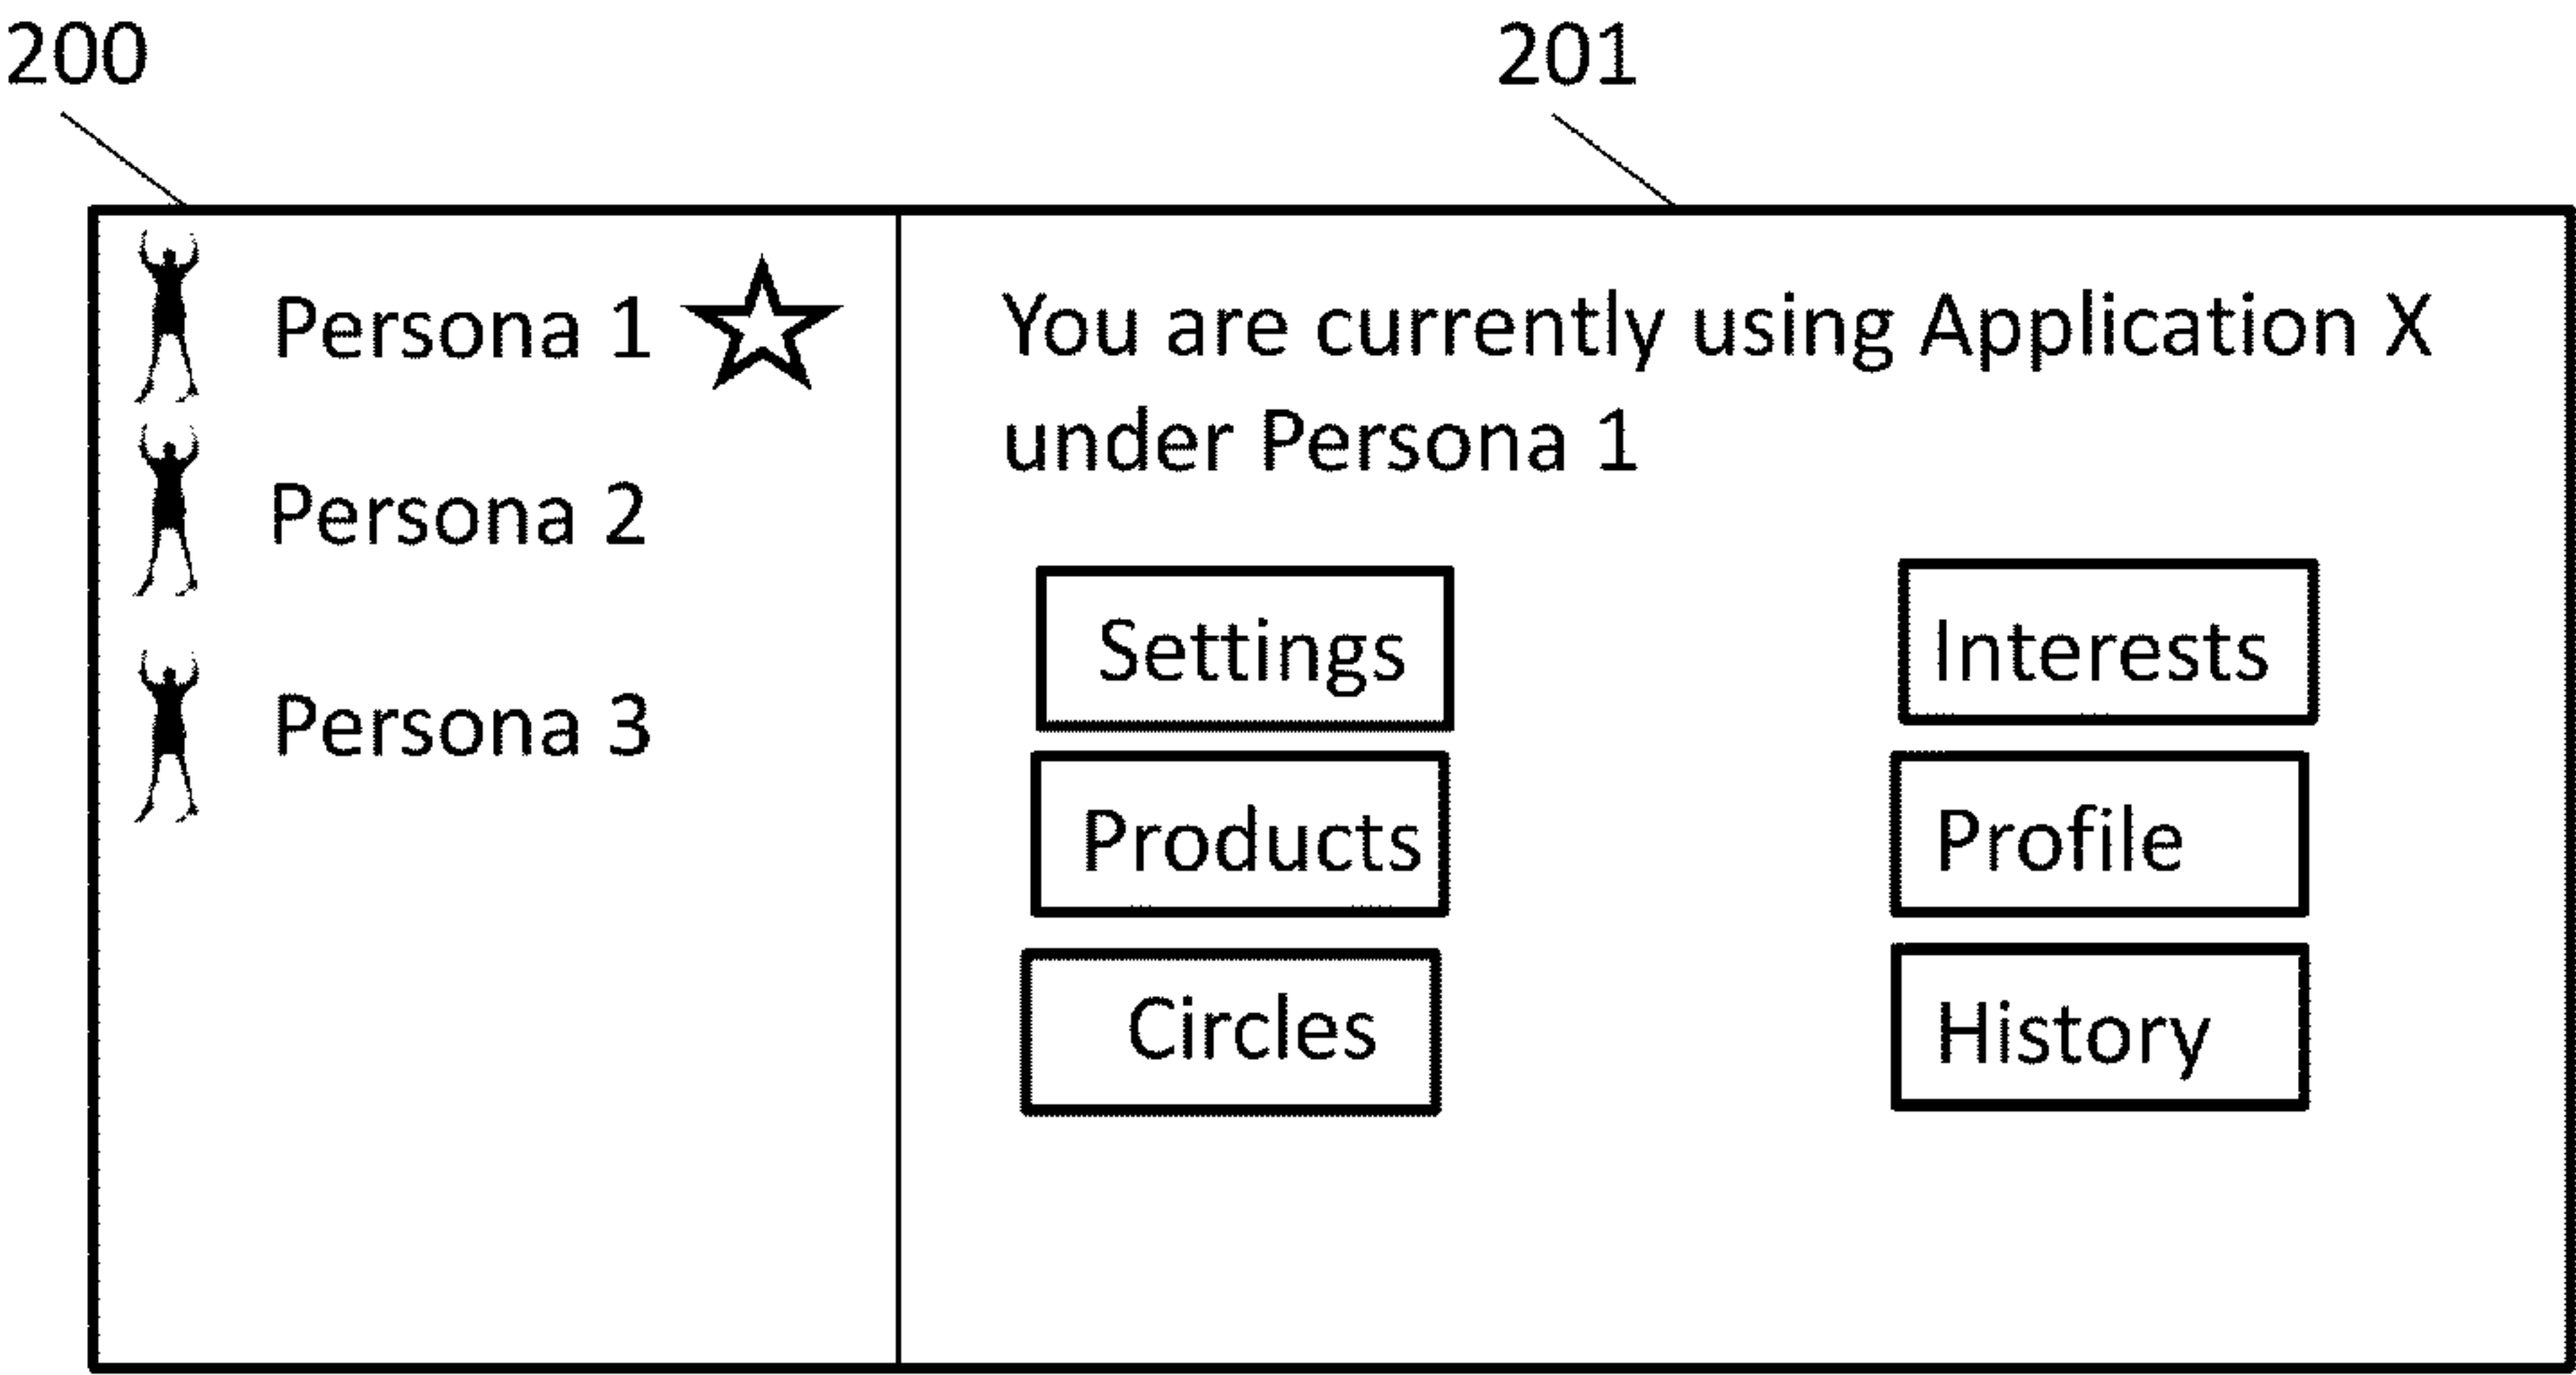 200
201
Persona 1
Persona 2
Persona 3
You are currently using Application X
under Persona 1
Settings
Interests
Products
Profile
Circles
History